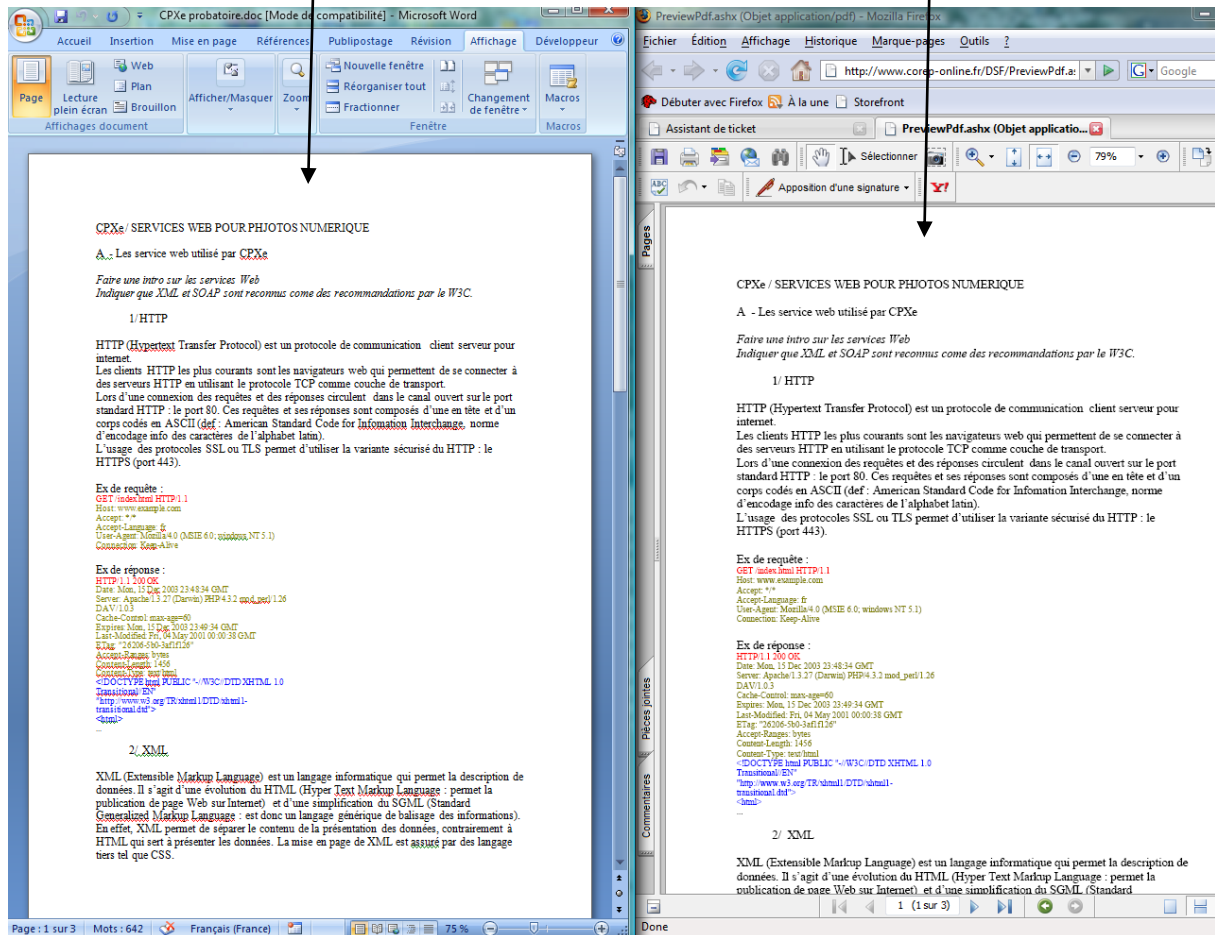 CPXe probatoire.doc [Mode de compatibilité] - Microsoft Word
Accueil Insertion Mise en page Références Publipostage Révision Affichage Développeur
Page
Lecture plein écran
Web
Plan
Brouillon
Affichages document
Afficher/Masquer
Zoom
Nouvelle fenêtre
Réorganiser tout
Fractionner
Changement de fenêtre
Fenêtre
Macros
Macros
CPXe / SERVICES WEB POUR PHJOTOS NUMERIQUE
A - Les service web utilisé par CPXe
Faire une intro sur les services Web
Indiquer que XML et SOAP sont reconnus come des recommandations par le W3C.
1/ HTTP
HTTP (Hypertext Transfer Protocol) est un protocole de communication client serveur pour
internet.
Les clients HTTP les plus courants sont les navigateurs web qui permettent de se connecter à
des serveurs HTTP en utilisant le protocole TCP comme couche de transport.
Lors d’une connexion des requêtes et des réponses circulent dans le canal ouvert sur le port
standard HTTP : le port 80. Ces requêtes et ses réponses sont composés d’une en tête et d’un
corps codés en ASCII (def : American Standard Code for Infomation Interchange, norme
d’encodage info des caractères de l’alphabet latin).
L’usage des protocoles SSL ou TLS permet d’utiliser la variante sécurisé du HTTP : le
HTTPS (port 443).
Ex de requête :
GET /index.html HTTP/1.1
Host: www.example.com
Accept: */*
Accept-Language: fr
User-Agent: Mozilla/4.0 (MSIE 6.0; windows NT 5.1)
Connection: Keep-Alive
Ex de réponse :
HTTP/1.1 200 OK
Date: Mon, 15 Dec 2003 23:48:34 GMT
Server: Apache/1.3.27 (Darwin) PHP/4.3.2 mod_perl/1.26
DAV/1.0.3
Cache-Control: max-age=60
Expires: Mon, 15 Dec 2003 23:49:34 GMT
Last-Modified: Fri, 04 May 2001 00:00:38 GMT
ETag: "26206-5b0-3af1f126"
Accept-Ranges: bytes
Content-Length: 1456
Content-Type: text/html
<!DOCTYPE html PUBLIC "-//W3C//DTD XHTML 1.0
Transitional//EN"
"http://www.w3.org/TR/xhtml1/DTD/xhtml1-
transitional.dtd">
<html>
...
2/ XML
XML (Extensible Markup Language) est un langage informatique qui permet la description de
données. Il s’agit d’une évolution du HTML (Hyper Text Markup Language : permet la
publication de page Web sur Internet) et d’une simplification du SGML (Standard
Generalized Markup Language : est donc un langage générique de balisage des informations).
En effet, XML permet de séparer le contenu de la présentation des données, contrairement à
HTML qui sert à présenter les données. La mise en page de XML est assuré par des langage
tiers tel que CSS.
Page : 1 sur 3 Mots : 642 Français (France) 75 %
PreviewPdf.ashx (Objet application/pdf) - Mozilla Firefox
Fichier Édition Affichage Historique Marque-pages Outils ?
http://www.corep-online.fr/DSF/PreviewPdf.a: G Google
Débuter avec Firefox À la une Storefront
Assistant de ticket PreviewPdf.ashx (Objet applicatio...
Sélectionner 79%
Apposition d'une signature Y!
Pages
Pièces jointes
Commentaires
CPXe / SERVICES WEB POUR PHJOTOS NUMERIQUE
A - Les service web utilisé par CPXe
Faire une intro sur les services Web
Indiquer que XML et SOAP sont reconnus come des recommandations par le W3C.
1/ HTTP
HTTP (Hypertext Transfer Protocol) est un protocole de communication client serveur pour
internet.
Les clients HTTP les plus courants sont les navigateurs web qui permettent de se connecter à
des serveurs HTTP en utilisant le protocole TCP comme couche de transport.
Lors d’une connexion des requêtes et des réponses circulent dans le canal ouvert sur le port
standard HTTP : le port 80. Ces requêtes et ses réponses sont composés d’une en tête et d’un
corps codés en ASCII (def : American Standard Code for Infomation Interchange, norme
d’encodage info des caractères de l’alphabet latin).
L’usage des protocoles SSL ou TLS permet d’utiliser la variante sécurisé du HTTP : le
HTTPS (port 443).
Ex de requête :
GET /index.html HTTP/1.1
Host: www.example.com
Accept: */*
Accept-Language: fr
User-Agent: Mozilla/4.0 (MSIE 6.0; windows NT 5.1)
Connection: Keep-Alive
Ex de réponse :
HTTP/1.1 200 OK
Date: Mon, 15 Dec 2003 23:48:34 GMT
Server: Apache/1.3.27 (Darwin) PHP/4.3.2 mod_perl/1.26
DAV/1.0.3
Cache-Control: max-age=60
Expires: Mon, 15 Dec 2003 23:49:34 GMT
Last-Modified: Fri, 04 May 2001 00:00:38 GMT
ETag: "26206-5b0-3af1f126"
Accept-Ranges: bytes
Content-Length: 1456
Content-Type: text/html
<!DOCTYPE html PUBLIC "-//W3C//DTD XHTML 1.0
Transitional//EN"
"http://www.w3.org/TR/xhtml1/DTD/xhtml1-
transitional.dtd">
<html>
...
2/ XML
XML (Extensible Markup Language) est un langage informatique qui permet la description de
données. Il s’agit d’une évolution du HTML (Hyper Text Markup Language : permet la
publication de page Web sur Internet) et d’une simplification du SGML (Standard
1 (1 sur 3)
Done